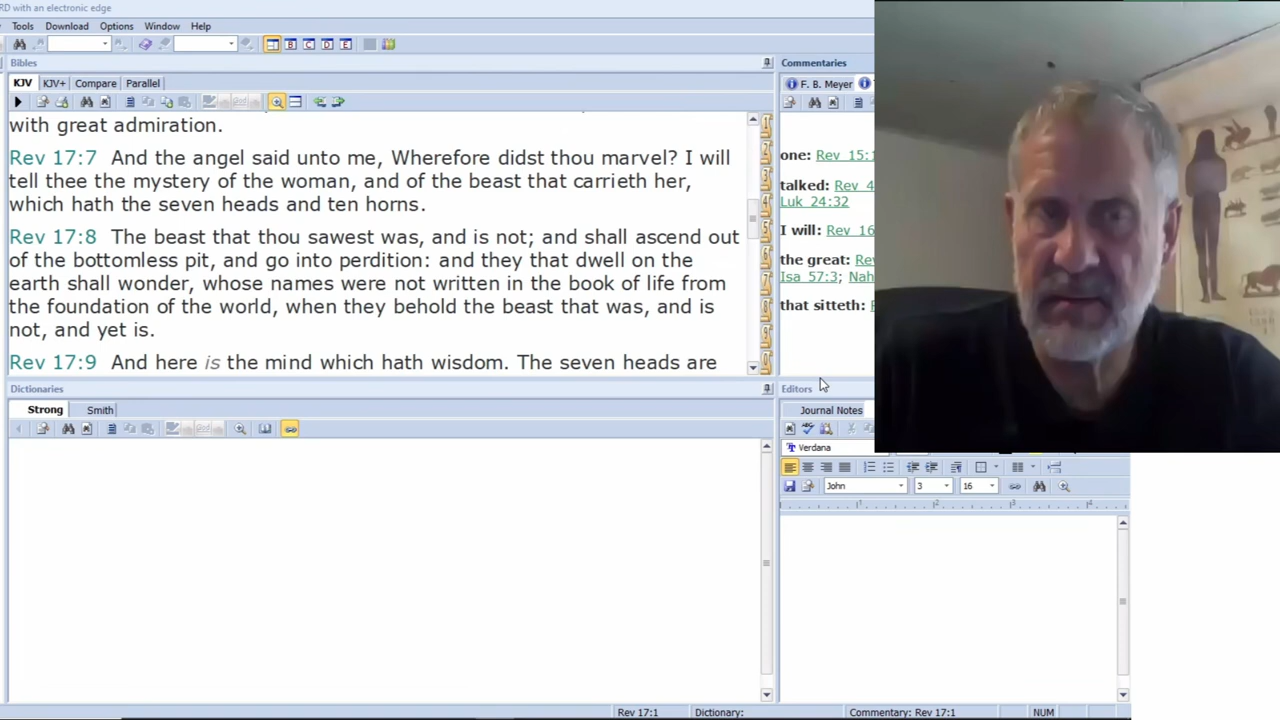 RD with an electronic edge
Tools Download Options Window Help
B C D E
Bibles
KJV KJV+ Compare Parallel
with great admiration.
Rev 17:7 And the angel said unto me, Wherefore didst thou marvel? I will
tell thee the mystery of the woman, and of the beast that carrieth her,
which hath the seven heads and ten horns.
Rev 17:8 The beast that thou sawest was, and is not; and shall ascend out
of the bottomless pit, and go into perdition: and they that dwell on the
earth shall wonder, whose names were not written in the book of life from
the foundation of the world, when they behold the beast that was, and is
not, and yet is.
Rev 17:9 And here is the mind which hath wisdom. The seven heads are
Commentaries
F. B. Meyer
one: Rev 15:1
talked: Rev 4
Luk 24:32
I will: Rev 16
the great: Rev
Isa 57:3; Nah
that sitteth:
Dictionaries
Strong Smith
Editors
Journal Notes
Verdana
John 3 16
1 2 3 4
Rev 17:1 Dictionary: Commentary: Rev 17:1 NUM